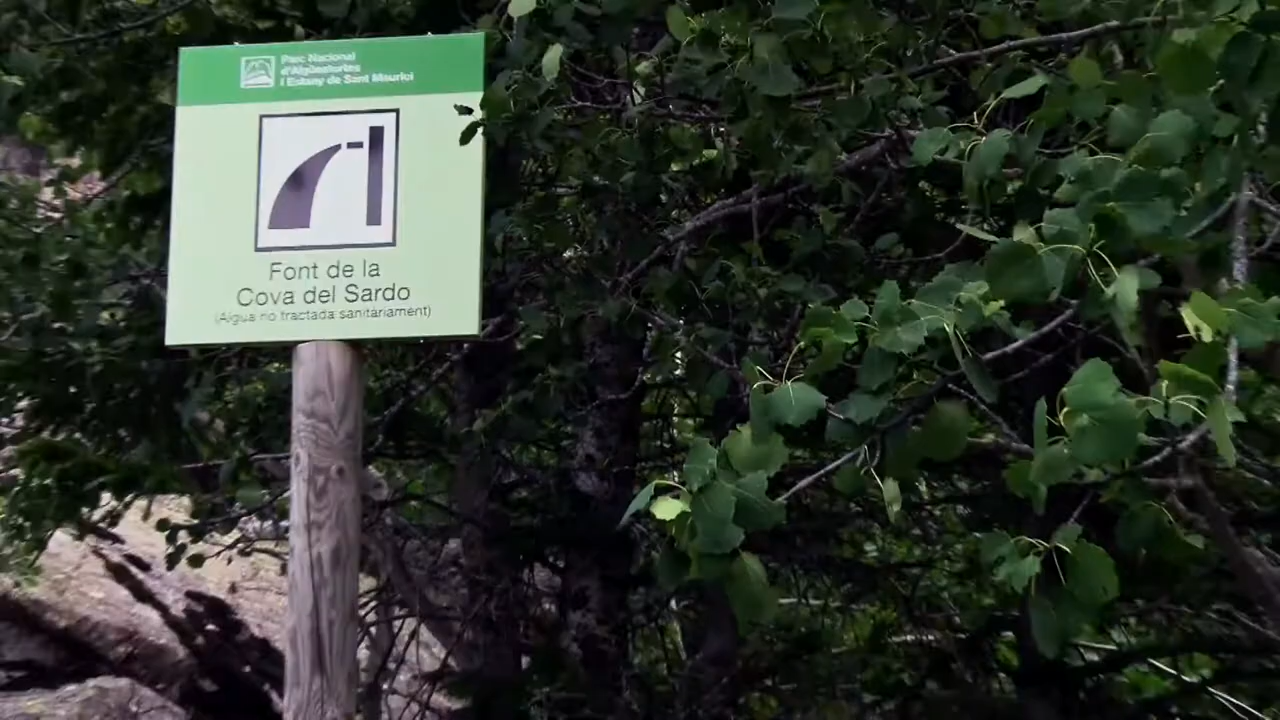 Parc Nacional
d'Aigüestortes
i Estany de Sant Maurici
Font de la
Cova del Sardo
(Aigua no tractada sanitàriament)